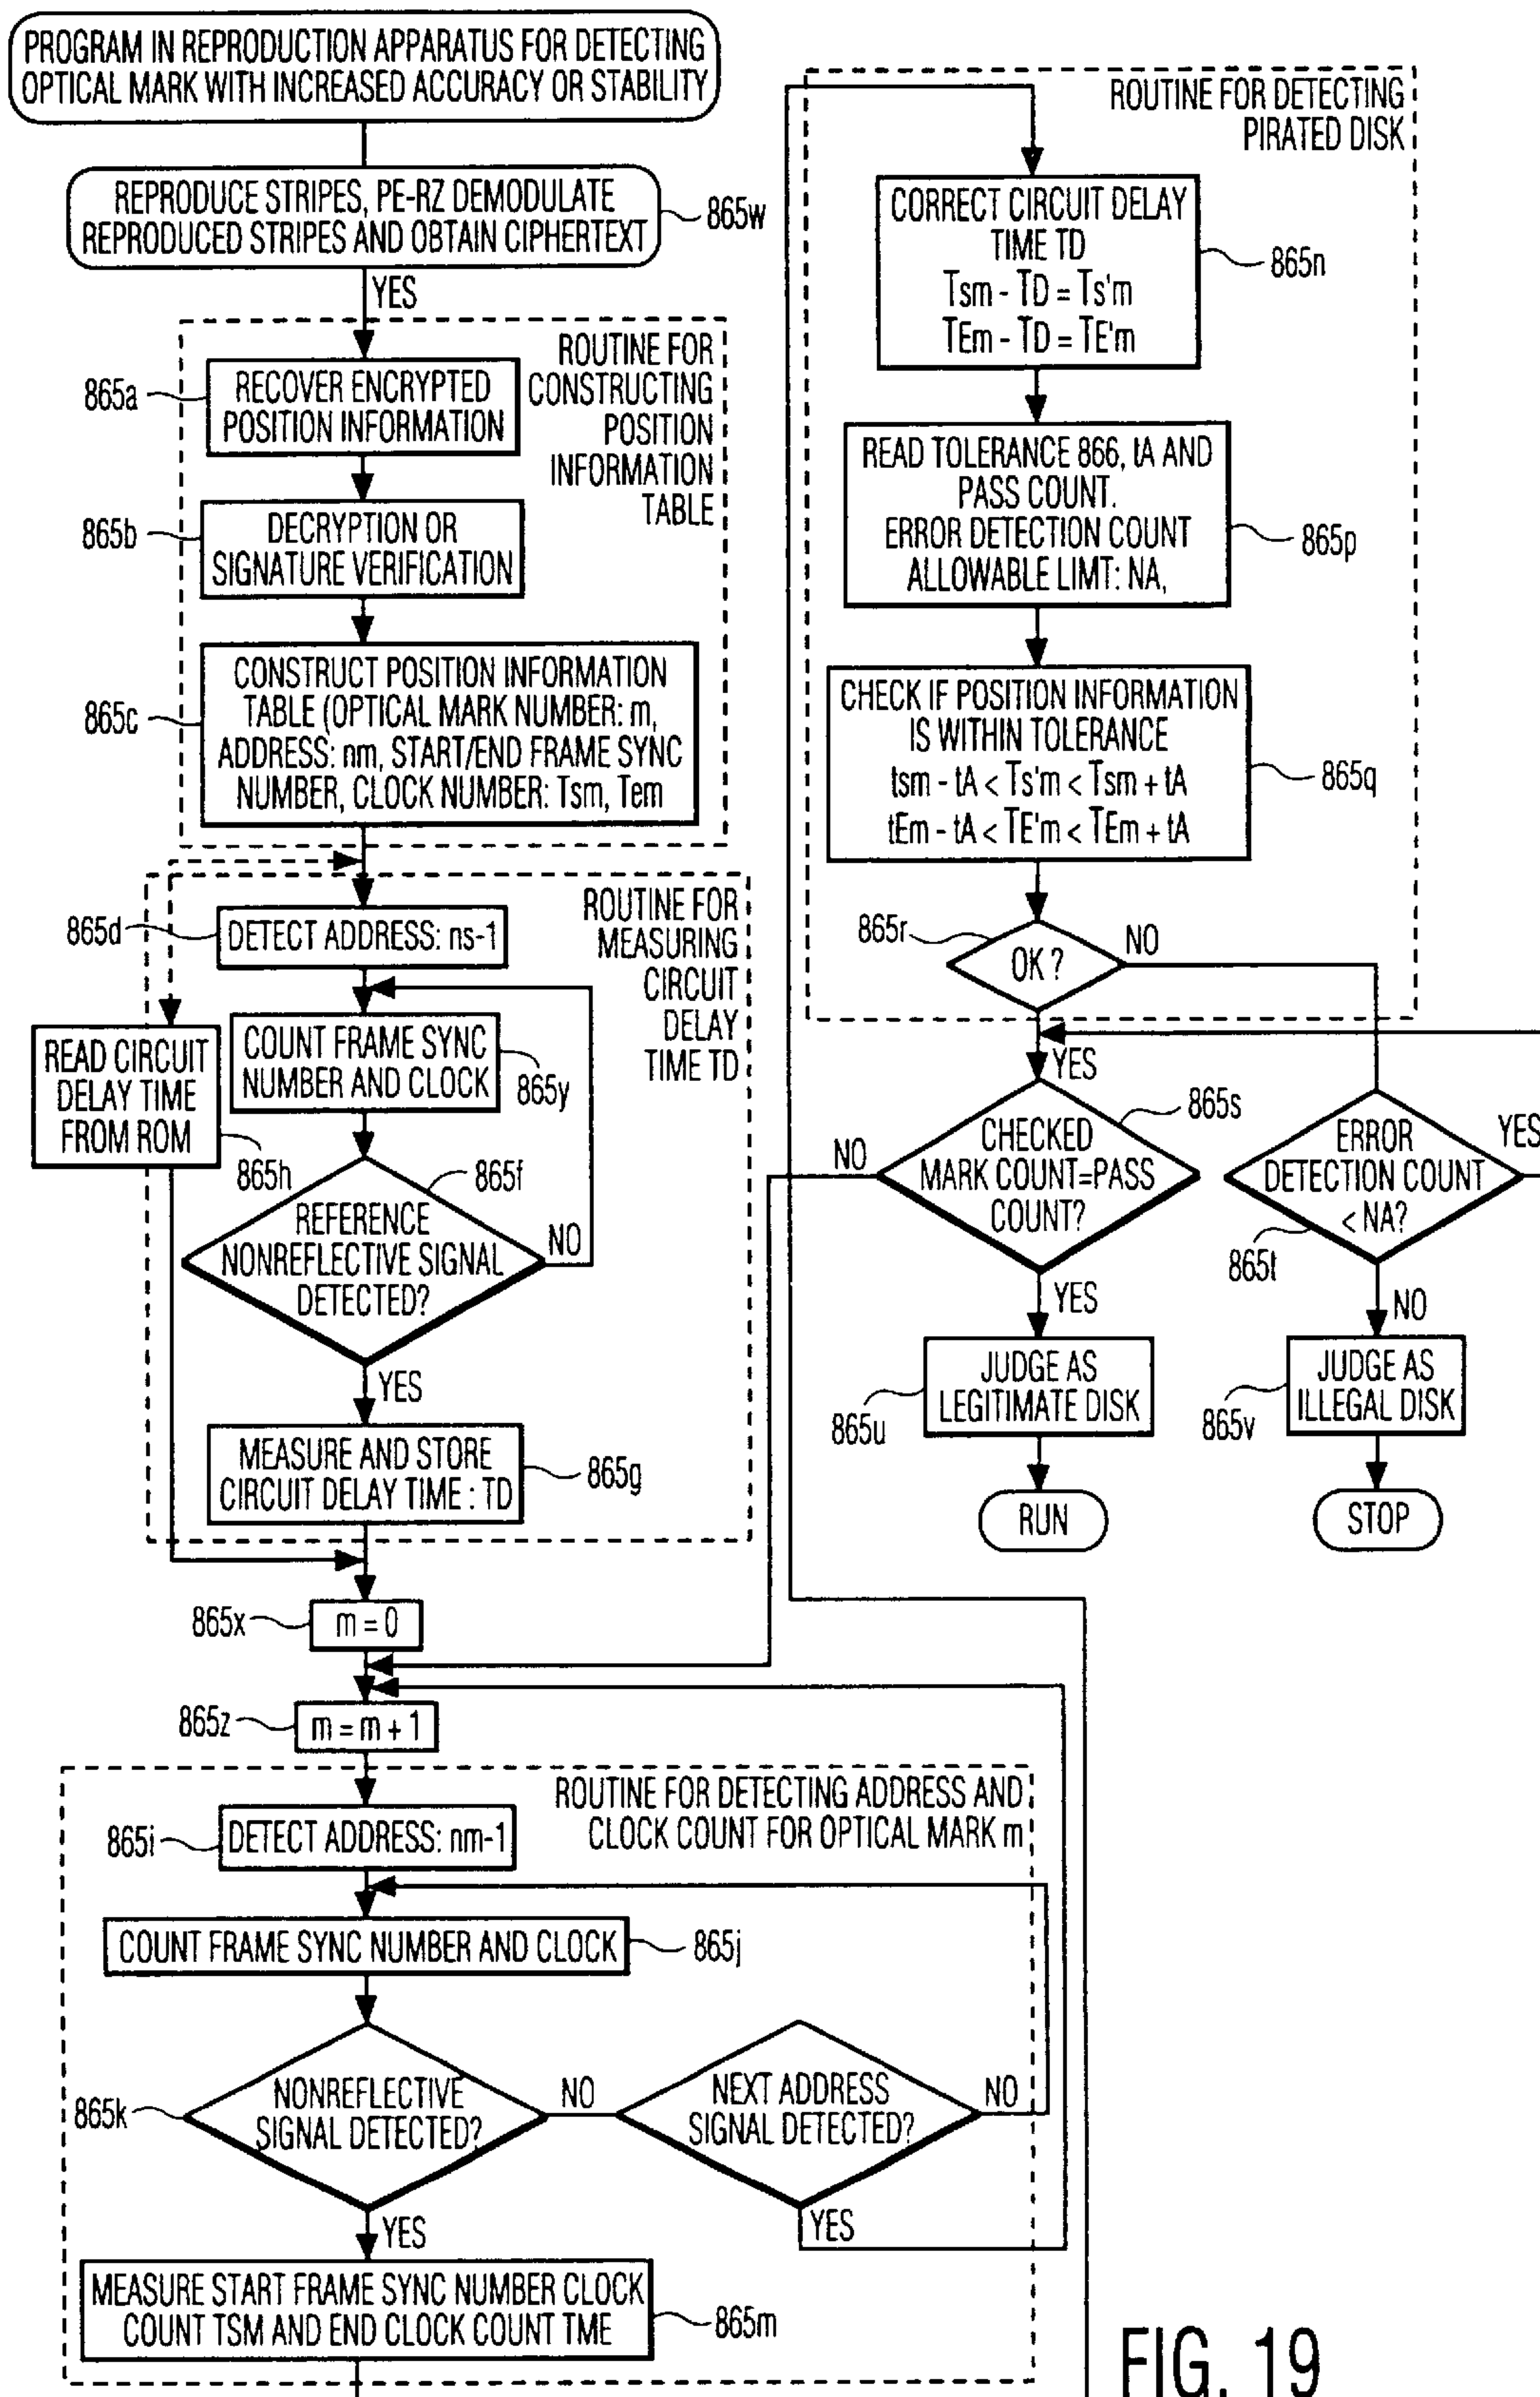 PROGRAM IN REPRODUCTION APPARATUS FOR DETECTING
OPTICAL MARK WITH INCREASED ACCURACY OR STABILITY
REPRODUCE STRIPES, PE-RZ DEMODULATE
REPRODUCED STRIPES AND OBTAIN CIPHERTEXT
865w
YES
ROUTINE FOR
CONSTRUCTING
POSITION
INFORMATION
TABLE
865a
RECOVER ENCRYPTED
POSITION INFORMATION
865b
DECRYPTION OR
SIGNATURE VERIFICATION
865c
CONSTRUCT POSITION INFORMATION
TABLE (OPTICAL MARK NUMBER: m,
ADDRESS: nm, START/END FRAME SYNC
NUMBER, CLOCK NUMBER: Tsm, Tem
ROUTINE FOR
MEASURING
CIRCUIT
DELAY
TIME TD
865d
DETECT ADDRESS: ns-1
COUNT FRAME SYNC
NUMBER AND CLOCK
865y
READ CIRCUIT
DELAY TIME
FROM ROM
865h
865f
REFERENCE
NONREFLECTIVE SIGNAL
DETECTED?
NO
YES
MEASURE AND STORE
CIRCUIT DELAY TIME : TD
865g
865x
m = 0
865z
m = m + 1
ROUTINE FOR DETECTING ADDRESS AND
CLOCK COUNT FOR OPTICAL MARK m
865i
DETECT ADDRESS: nm-1
COUNT FRAME SYNC NUMBER AND CLOCK
865j
865k
NONREFLECTIVE
SIGNAL DETECTED?
NO
NEXT ADDRESS
SIGNAL DETECTED?
NO
YES
YES
MEASURE START FRAME SYNC NUMBER CLOCK
COUNT TSM AND END CLOCK COUNT TME
865m
ROUTINE FOR DETECTING
PIRATED DISK
CORRECT CIRCUIT DELAY
TIME TD
Tsm - TD = Ts'm
TEm - TD = TE'm
865n
READ TOLERANCE 866, tA AND
PASS COUNT.
ERROR DETECTION COUNT
ALLOWABLE LIMT: NA,
865p
CHECK IF POSITION INFORMATION
IS WITHIN TOLERANCE
tsm - tA < Ts'm < Tsm + tA
tEm - tA < TE'm < TEm + tA
865q
865r
OK ?
NO
YES
865s
CHECKED
MARK COUNT=PASS
COUNT?
NO
YES
ERROR
DETECTION COUNT
< NA?
YES
865t
NO
JUDGE AS
LEGITIMATE DISK
865u
JUDGE AS
ILLEGAL DISK
865v
RUN
STOP
FIG. 19